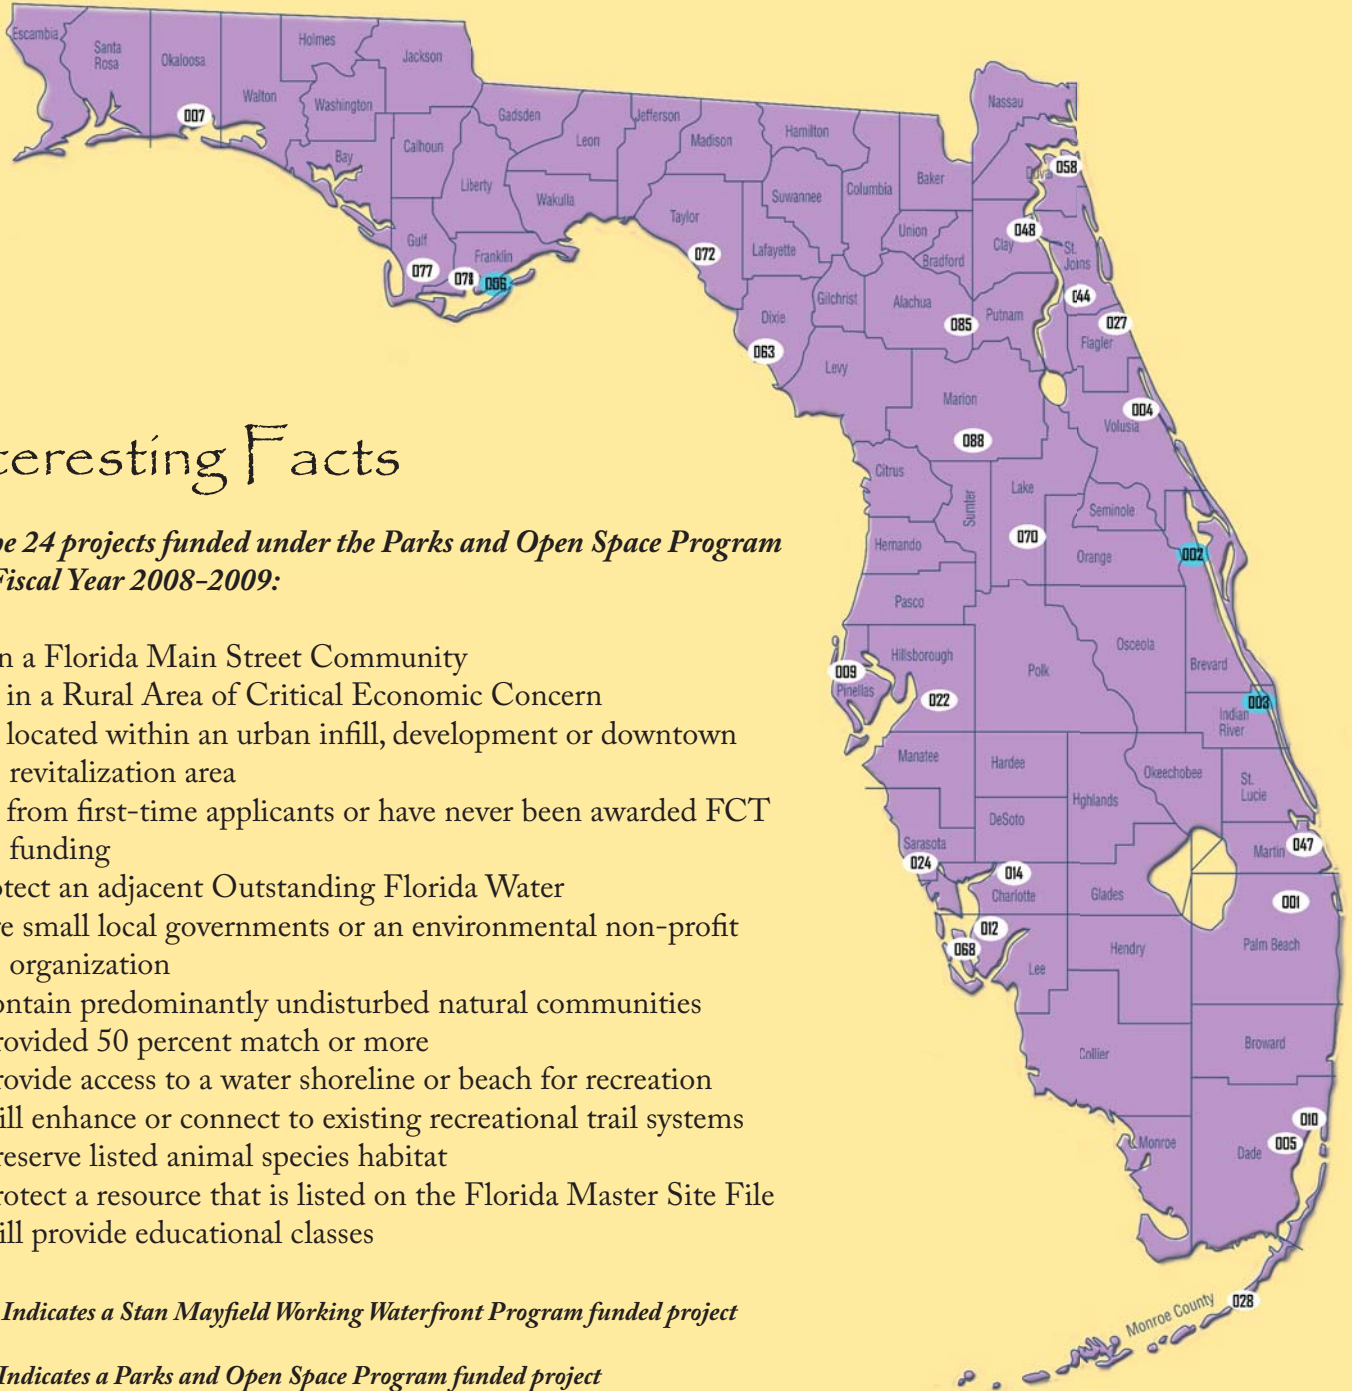 Escambia
Santa
Rosa
Okaloosa
Holmes
Jackson
Walton
Washington
007
Bay
Calhoun
Gadsden
Liberty
Leon
Jefferson
Madison
Hamilton
Wakulla
Taylor
Suwannee
Columbia
Baker
Nassau
058
Union
Bradford
Clay
048
St.
Johns
Gulf
Franklin
077
006
072
Lafayette
044
Gilchrist
Alachua
085
Putnam
027
Dixie
063
Flagler
Levy
Marion
004
Volusia
088
Citrus
Sumter
Lake
Seminole
070
Hernando
Orange
002
Pasco
Osceola
Hillsborough
Polk
Brevard
009
Pinellas
022
003
Indian
River
Manatee
Hardee
Okeechobee
St.
Lucie
Hghlands
DeSoto
Sarasota
024
014
Martin
047
Charlotte
Glades
001
012
068
Hendry
Palm Beach
Lee
Collier
Broward
010
005
Monroe
Dade
Monroe County
028
teresting Facts
e 24 projects funded under the Parks and Open Space Program
Fiscal Year 2008-2009:
n a Florida Main Street Community
in a Rural Area of Critical Economic Concern
located within an urban infill, development or downtown
revitalization area
from first-time applicants or have never been awarded FCT
funding
otect an adjacent Outstanding Florida Water
e small local governments or an environmental non-profit
organization
ontain predominantly undisturbed natural communities
rovided 50 percent match or more
rovide access to a water shoreline or beach for recreation
ill enhance or connect to existing recreational trail systems
reserve listed animal species habitat
rotect a resource that is listed on the Florida Master Site File
ill provide educational classes
Indicates a Stan Mayfield Working Waterfront Program funded project
Indicates a Parks and Open Space Program funded project